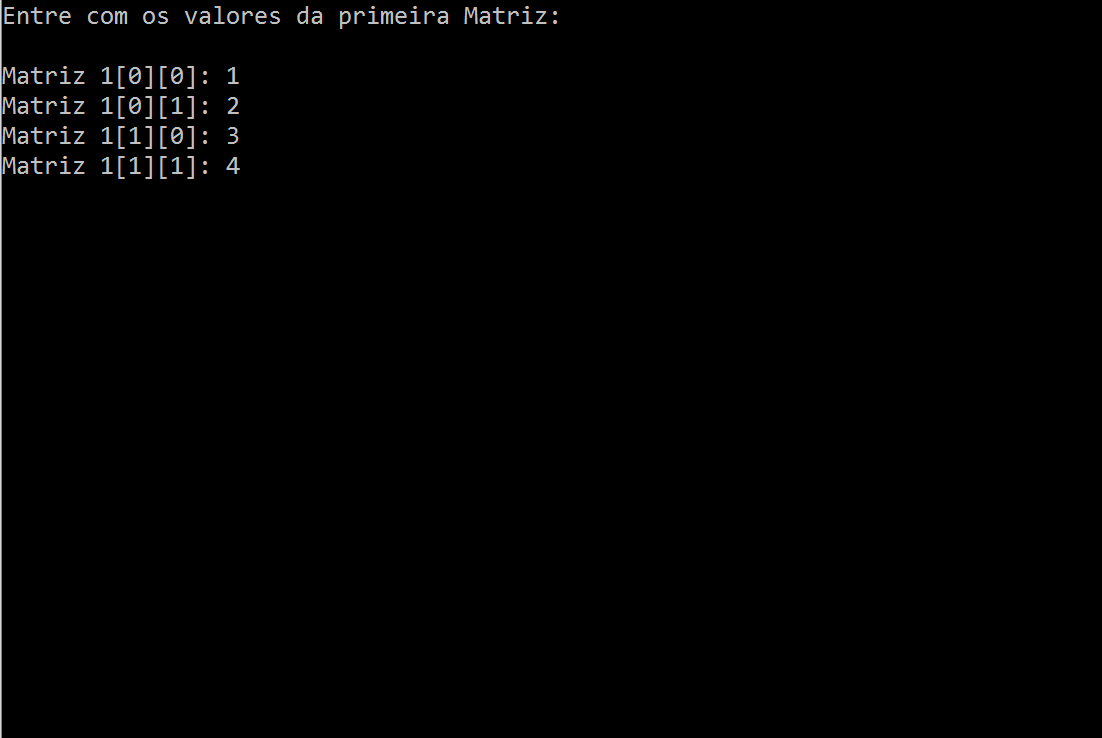 Entre com os valores da primeira Matriz:
Matriz 1[0][0]: 1
Matriz 1[0][1]: 2
Matriz 1[1][0]: 3
Matriz 1[1][1]: 4